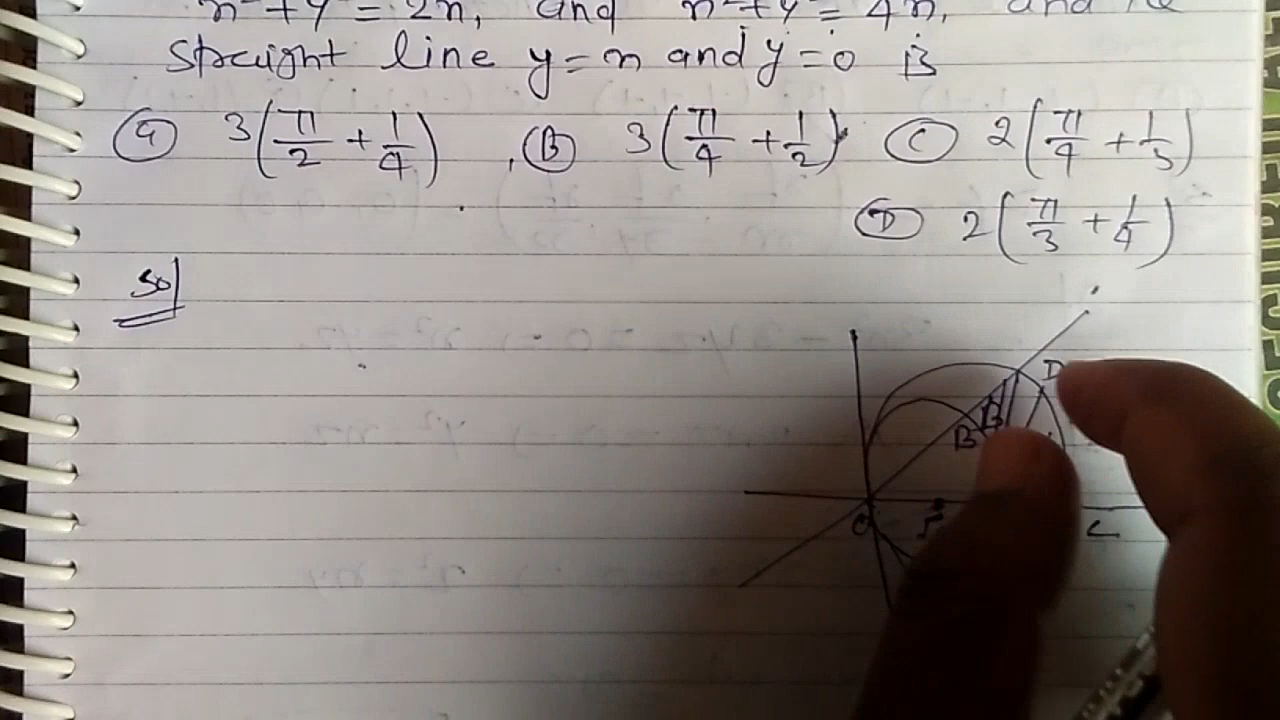 x² + y² = 2x, and x² + y² = 4x, and the
straight line y = x and y = 0 is
(a) 3(π/2 + 1/4) , (B) 3(π/4 + 1/2) (C) 2(π/4 + 1/3)
(D) 2(π/3 + 1/4)
Sol
D
B
B
O
C